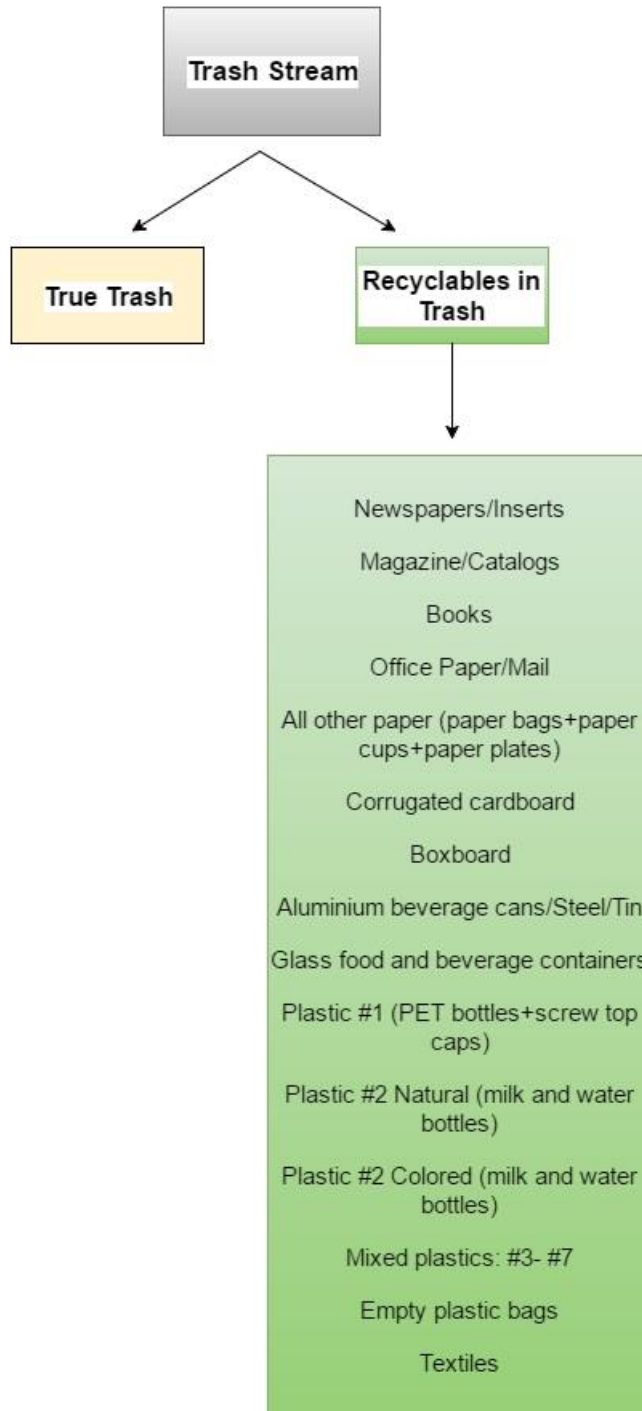 Trash Stream
True Trash
Recyclables in
Trash
Newspapers/Inserts
Magazine/Catalogs
Books
Office Paper/Mail
All other paper (paper bags+paper
cups+paper plates)
Corrugated cardboard
Boxboard
Aluminium beverage cans/Steel/Tin
Glass food and beverage containers
Plastic #1 (PET bottles+screw top
caps)
Plastic #2 Natural (milk and water
bottles)
Plastic #2 Colored (milk and water
bottles)
Mixed plastics: #3- #7
Empty plastic bags
Textiles